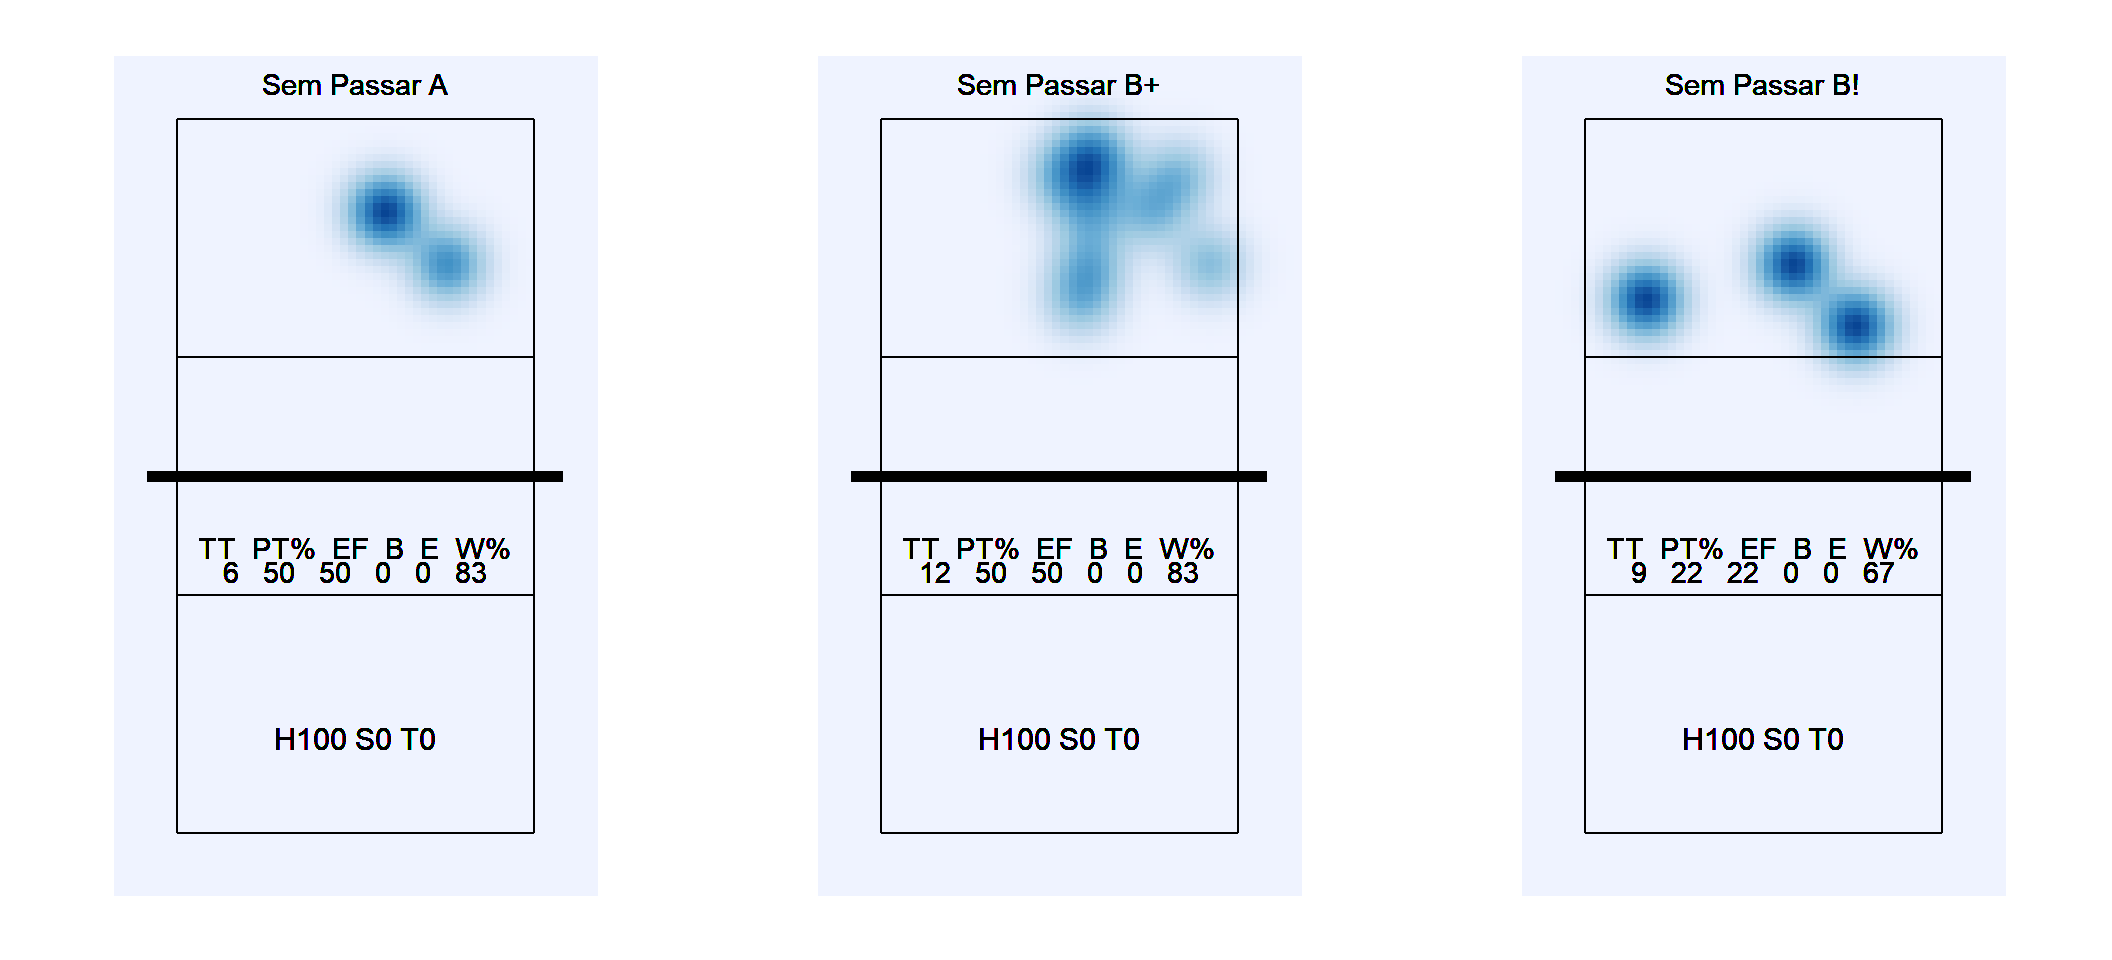 Sem Passar A
TT PT% EF B E W%
6 50 50 0 0 83
H100 S0 T0
Sem Passar B+
TT PT% EF B E W%
12 50 50 0 0 83
H100 S0 T0
Sem Passar B!
TT PT% EF B E W%
9 22 22 0 0 67
H100 S0 T0